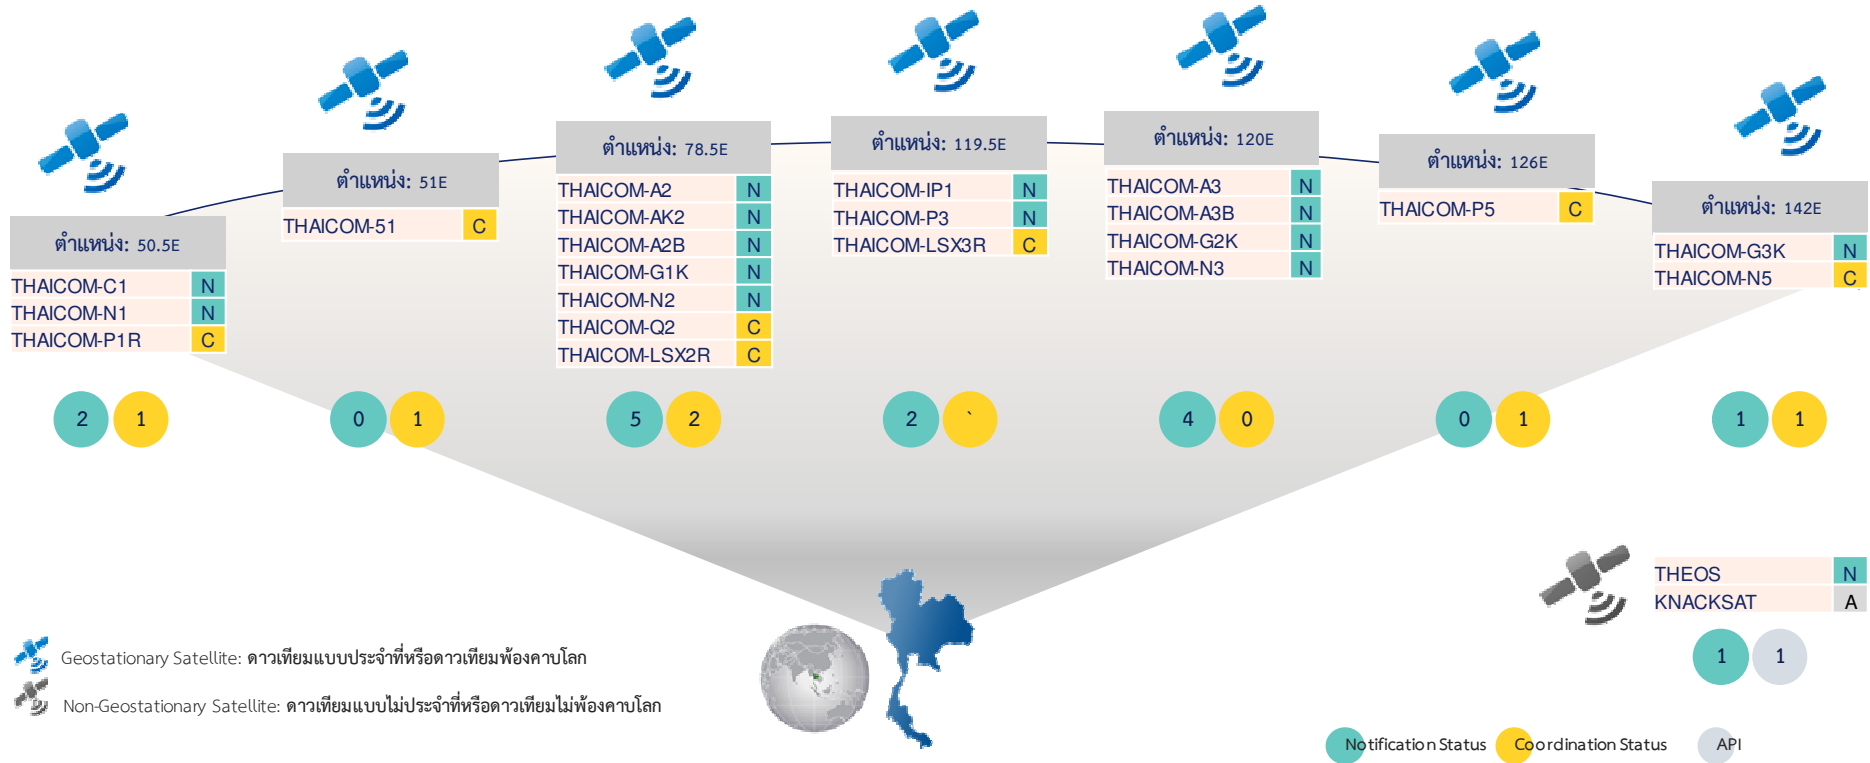 ตำแหน่ง: 50.5E
THAICOM-C1 N
THAICOM-N1 N
THAICOM-P1R C
2 1
ตำแหน่ง: 51E
THAICOM-51 C
0 1
ตำแหน่ง: 78.5E
THAICOM-A2 N
THAICOM-AK2 N
THAICOM-A2B N
THAICOM-G1K N
THAICOM-N2 N
THAICOM-Q2 C
THAICOM-LSX2R C
5 2
ตำแหน่ง: 119.5E
THAICOM-IP1 N
THAICOM-P3 N
THAICOM-LSX3R C
2 `
ตำแหน่ง: 120E
THAICOM-A3 N
THAICOM-A3B N
THAICOM-G2K N
THAICOM-N3 N
4 0
ตำแหน่ง: 126E
THAICOM-P5 C
0 1
ตำแหน่ง: 142E
THAICOM-G3K N
THAICOM-N5 C
1 1
THEOS N
KNACKSAT A
1 1
Geostationary Satellite: ดาวเทียมแบบประจำที่หรือดาวเทียมพ้องคาบโลก
Non-Geostationary Satellite: ดาวเทียมแบบไม่ประจำที่หรือดาวเทียมไม่พ้องคาบโลก
Notification Status Coordination Status API